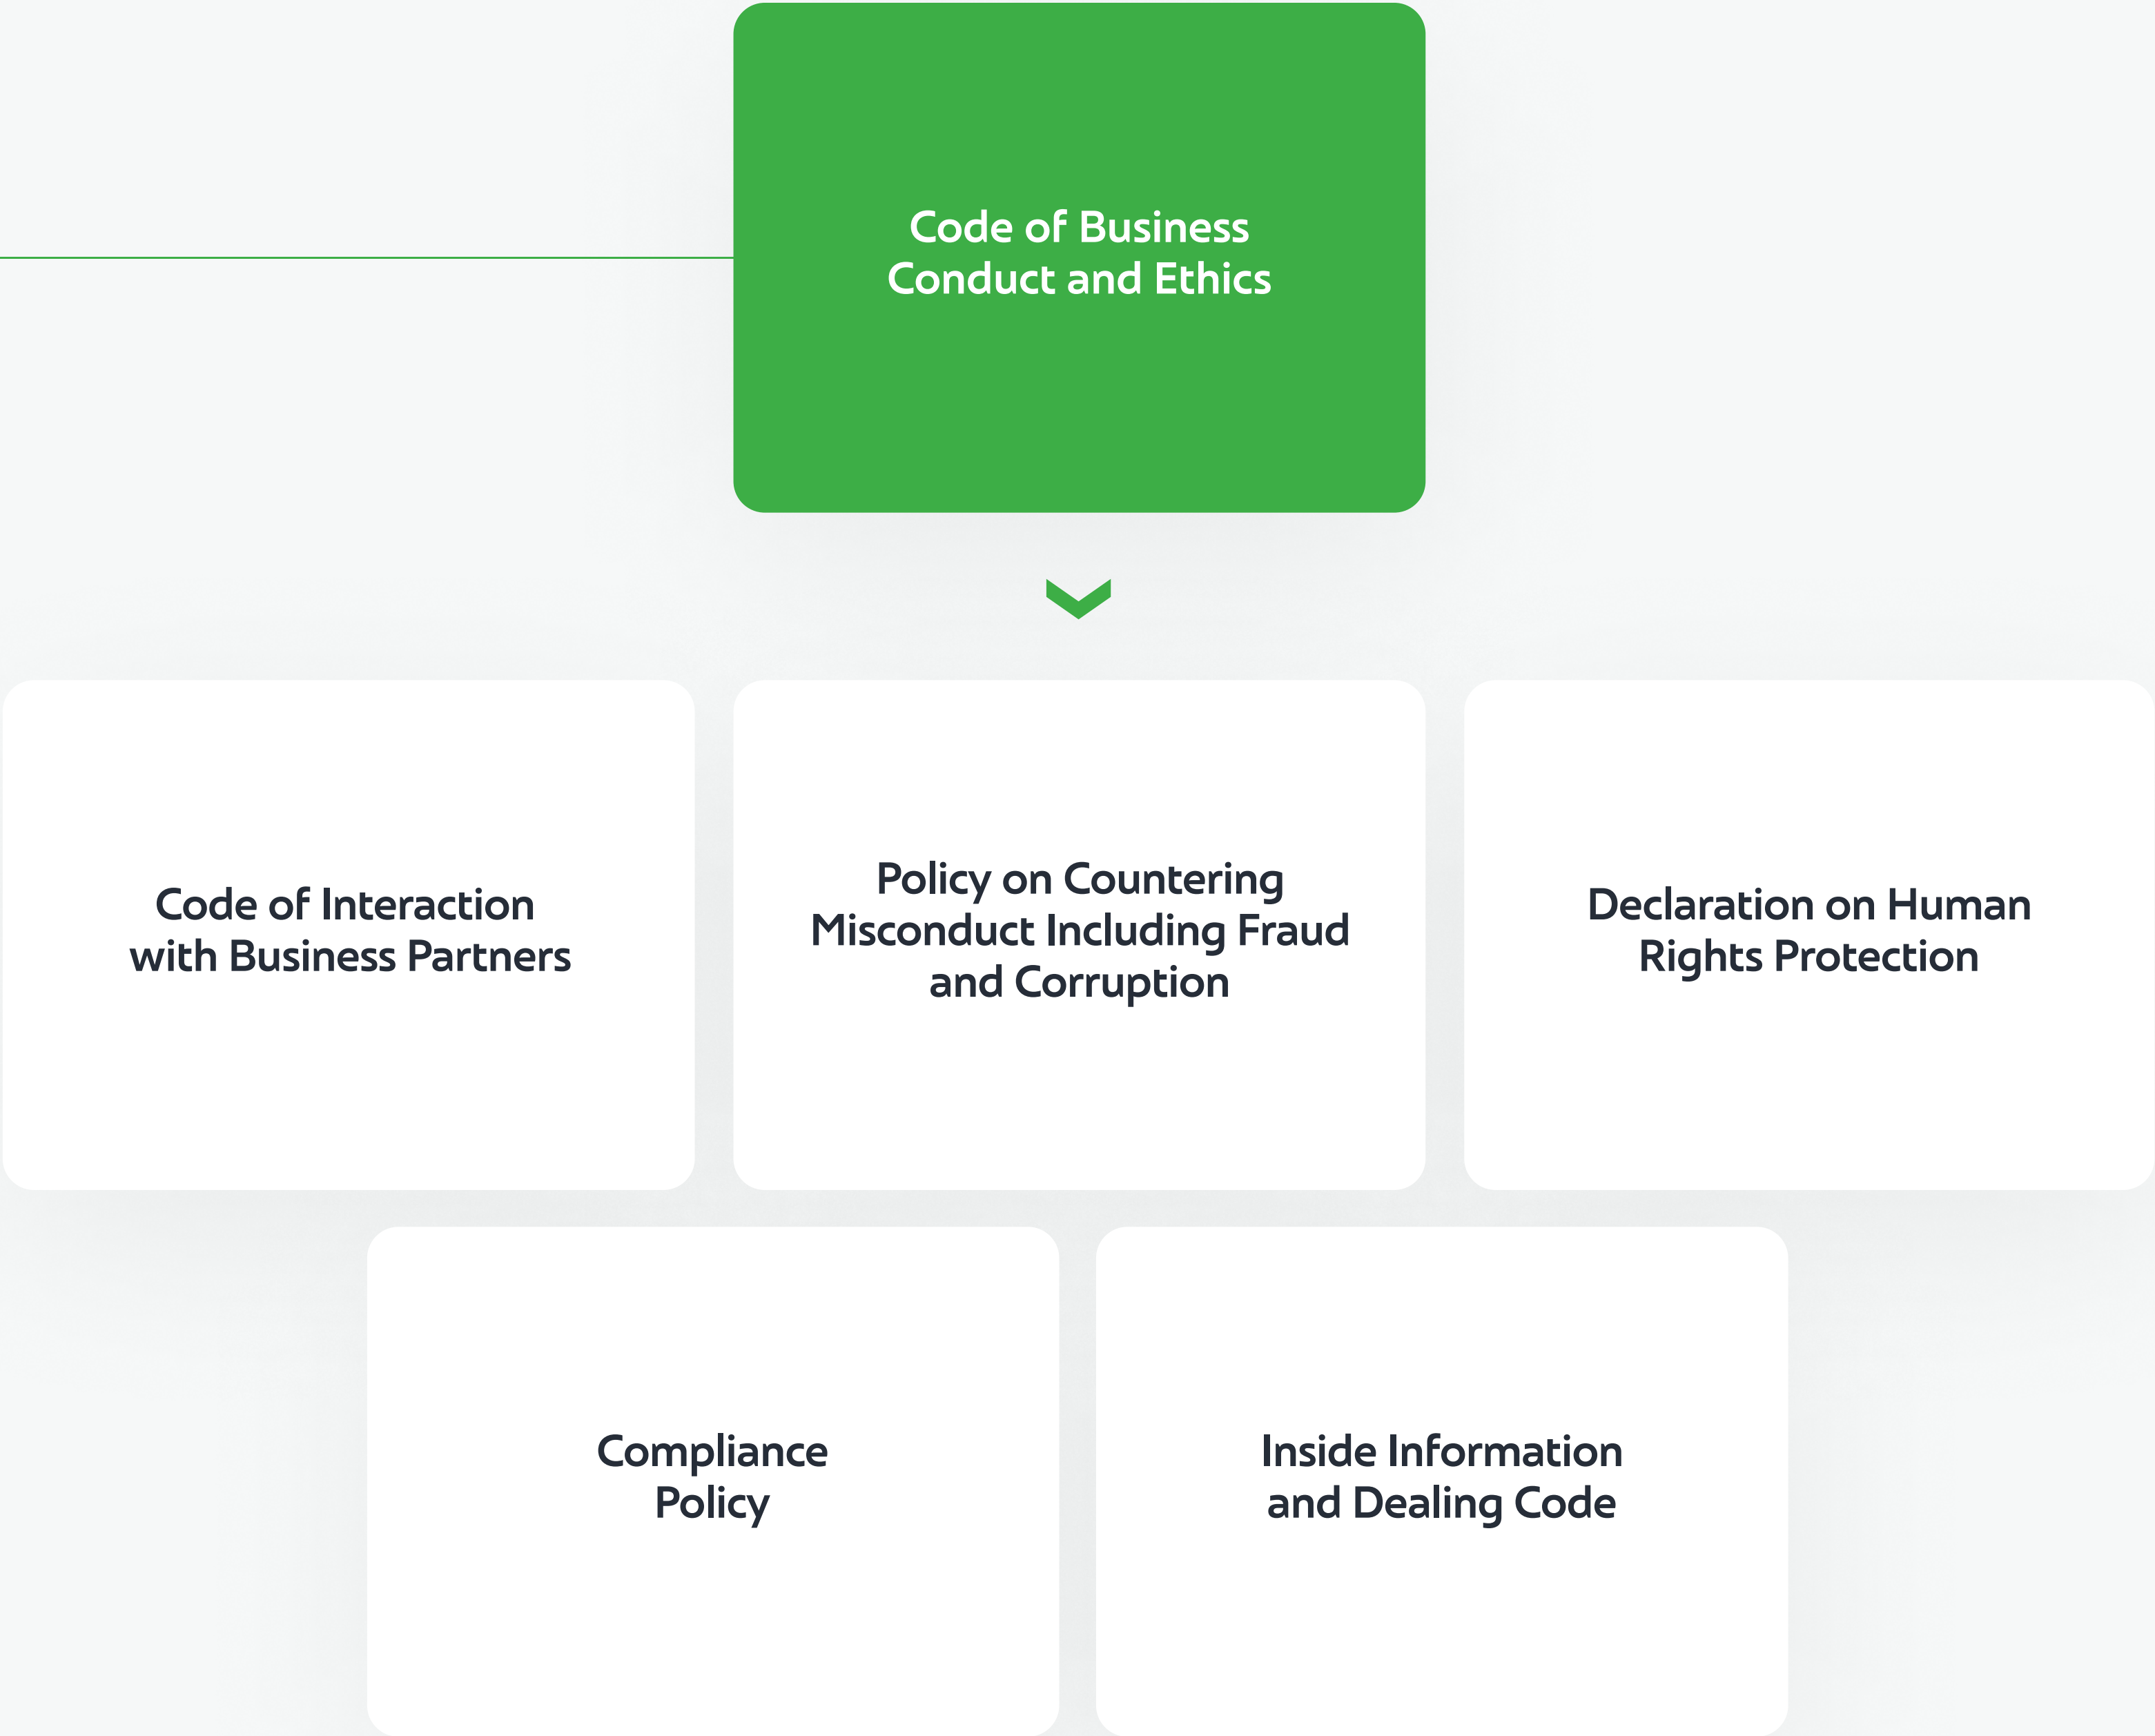 Code of Business
Conduct and Ethics
Code of Interaction
with Business Partners
Policy on Countering
Misconduct Including Fraud
and Corruption
Declaration on Human
Rights Protection
Compliance
Policy
Inside Information
and Dealing Code